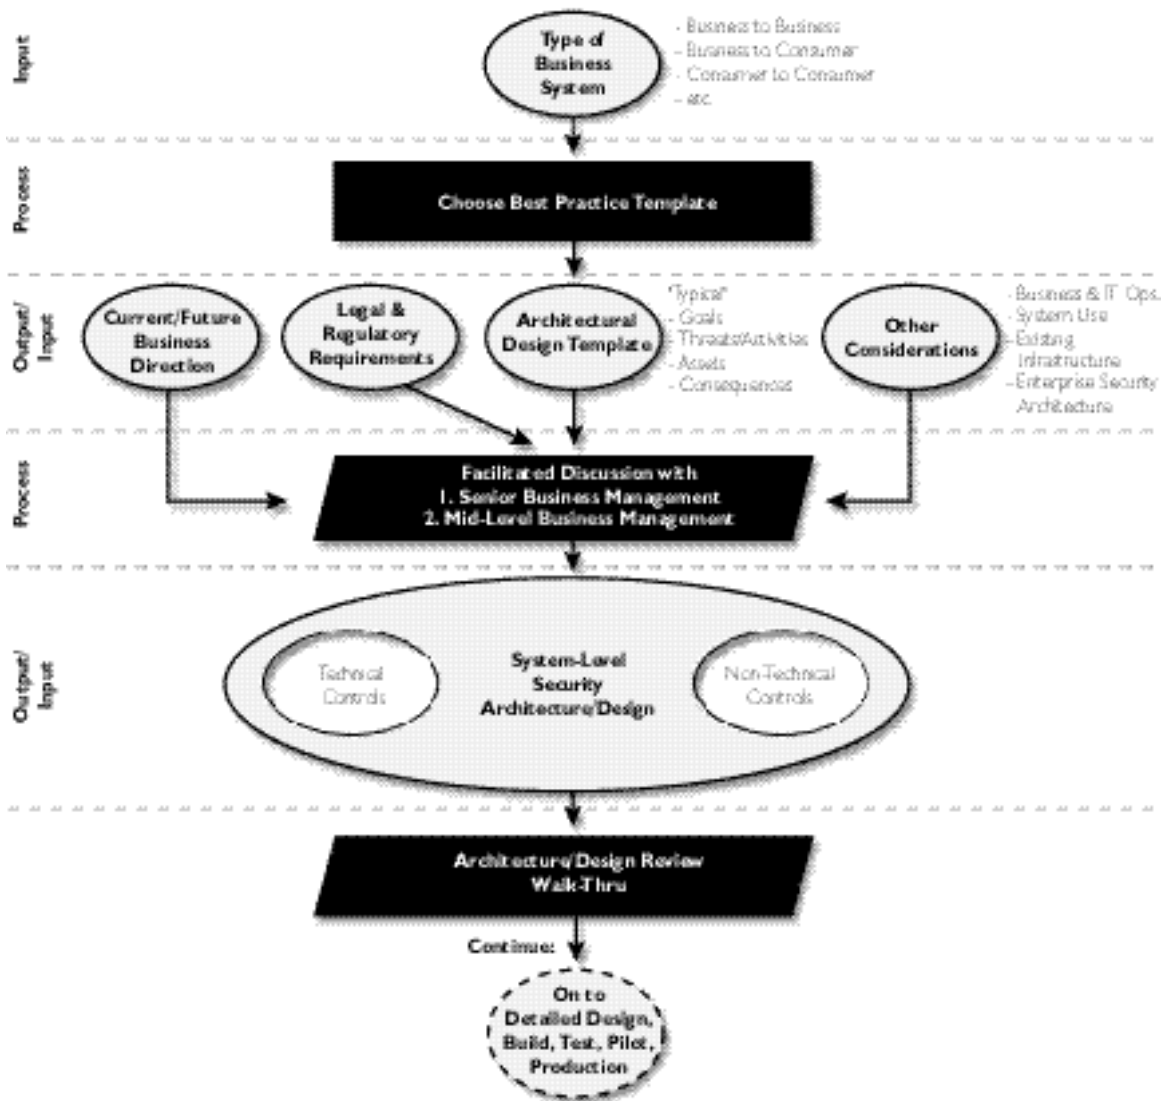 Input
Type of
Business
System
- Business to Business
- Business to Consumer
- Consumer to Consumer
- etc.
Process
Choose Best Practice Template
Output/
Input
Current/Future
Business
Direction
Legal &
Regulatory
Requirements
Architectural
Design Template
"Typical"
- Goals
- Threats/Activities
- Assets
- Consequences
Other
Considerations
- Business & IT Ops.
- System Use
- Existing
Infrastructure
- Enterprise Security
Architecture
Process
Facilitated Discussion with
1. Senior Business Management
2. Mid-Level Business Management
Output/
Input
Technical
Controls
System-Level
Security
Architecture/Design
Non-Technical
Controls
Architecture/Design Review
Walk-Thru
Continue:
On to
Detailed Design,
Build, Test, Pilot,
Production